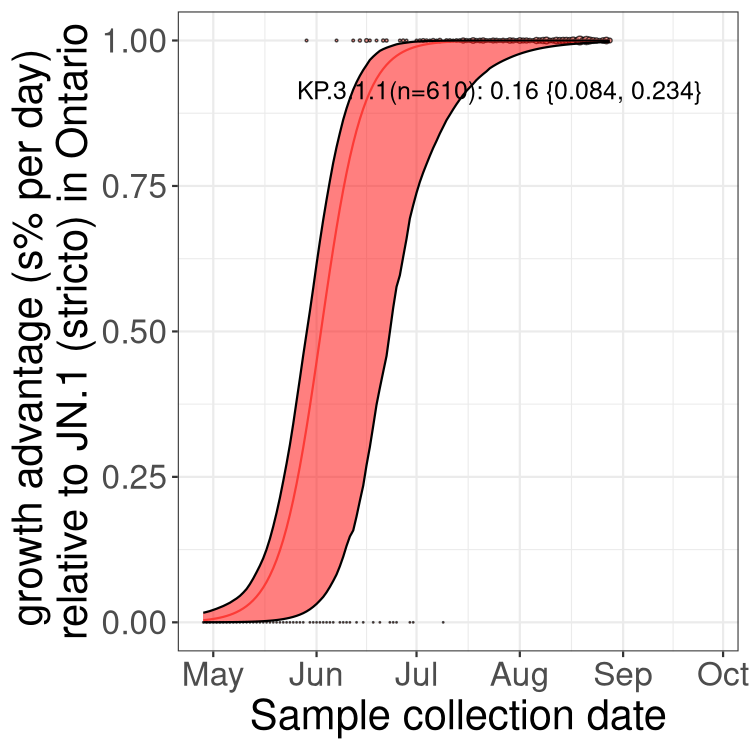 growth advantage (s% per day)
relative to JN.1 (stricto) in Ontario
1.00
0.75
0.50
0.25
0.00
KP.3.1.1(n=610): 0.16 {0.084, 0.234}
May Jun Jul Aug Sep Oct
Sample collection date